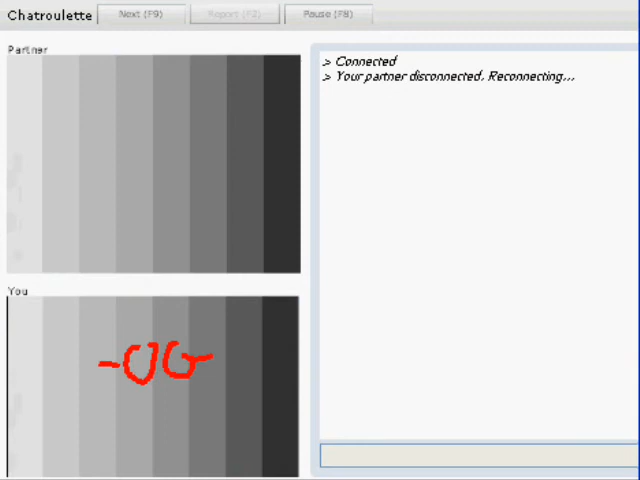 Chatroulette Next (F9) Report (F2) Pause (F8)
Partner
> Connected
> Your partner disconnected. Reconnecting...
You
-OG-